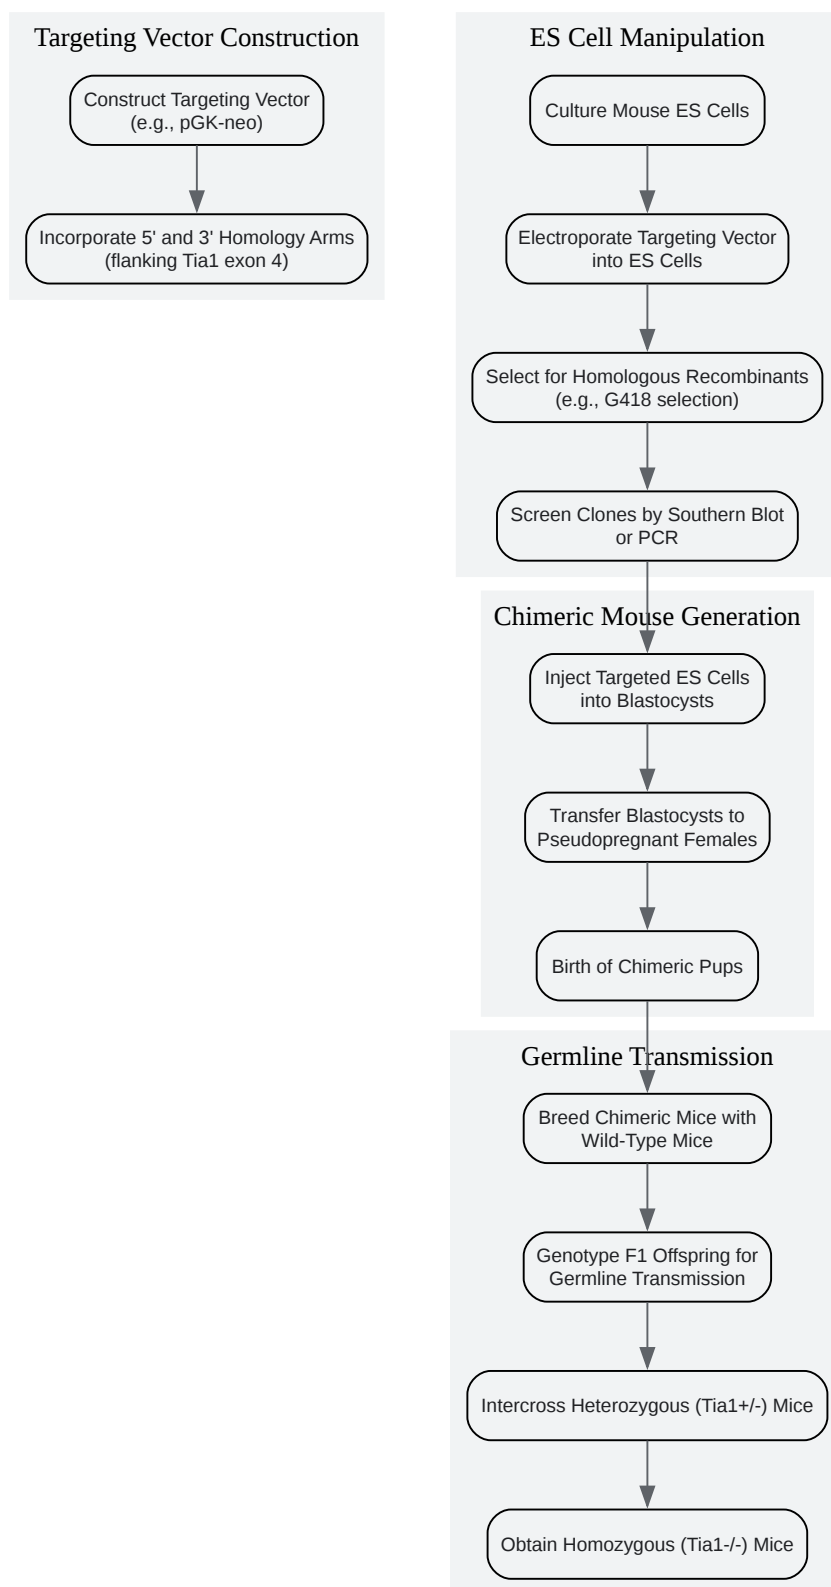 Targeting Vector Construction
Construct Targeting Vector
(e.g., pGK-neo)
Incorporate 5' and 3' Homology Arms
(flanking Tia1 exon 4)
ES Cell Manipulation
Culture Mouse ES Cells
Electroporate Targeting Vector
into ES Cells
Select for Homologous Recombinants
(e.g., G418 selection)
Screen Clones by Southern Blot
or PCR
Chimeric Mouse Generation
Inject Targeted ES Cells
into Blastocysts
Transfer Blastocysts to
Pseudopregnant Females
Birth of Chimeric Pups
Germline Transmission
Breed Chimeric Mice with
Wild-Type Mice
Genotype F1 Offspring for
Germline Transmission
Intercross Heterozygous (Tia1+/-) Mice
Obtain Homozygous (Tia1-/-) Mice